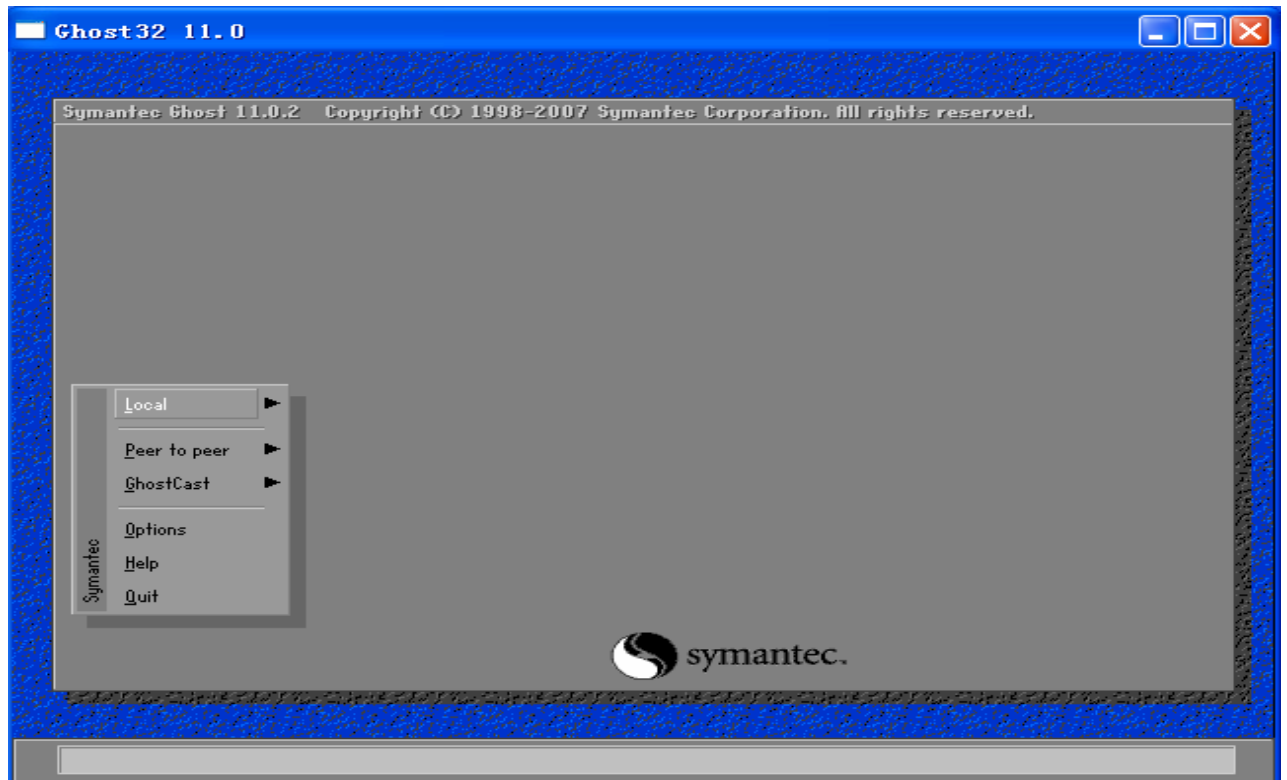 Ghost32 11.0
Symantec Ghost 11.0.2 Copyright (C) 1998-2007 Symantec Corporation. All rights reserved.
Local
Peer to peer
GhostCast
Options
Help
Quit
Symantec
symantec.